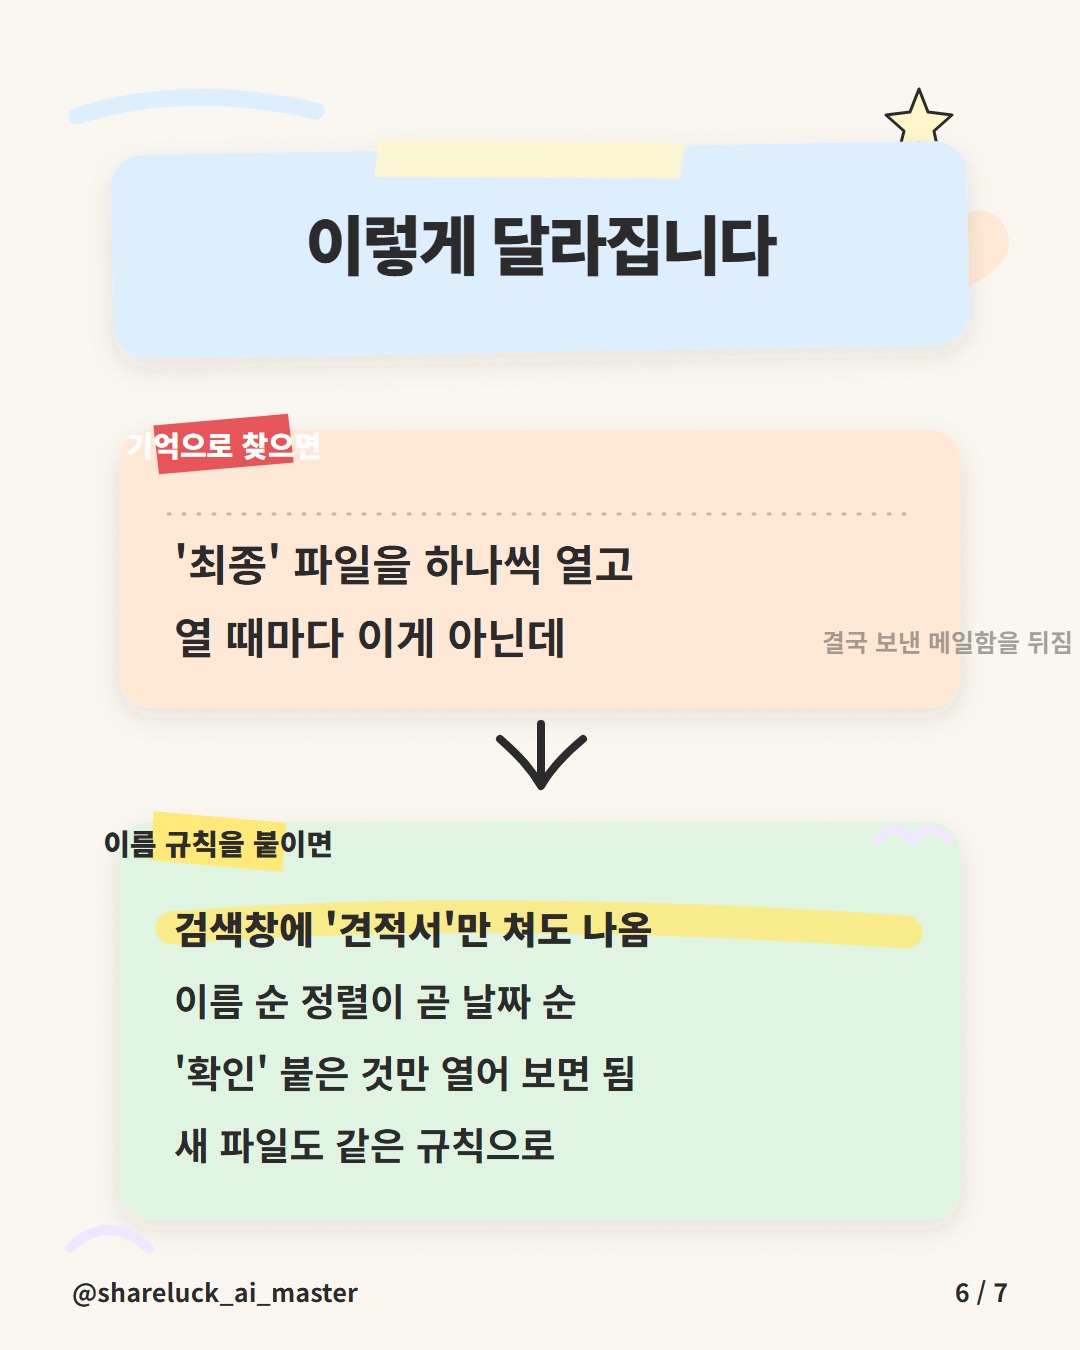 이렇게 달라집니다
기억으로 찾으면
'최종' 파일을 하나씩 열고
열 때마다 이게 아닌데
결국 보낸 메일함을 뒤짐
이름 규칙을 붙이면
검색창에 '견적서'만 쳐도 나옴
이름 순 정렬이 곧 날짜 순
'확인' 붙은 것만 열어 보면 됨
새 파일도 같은 규칙으로
@shareluck_ai_master
6 / 7